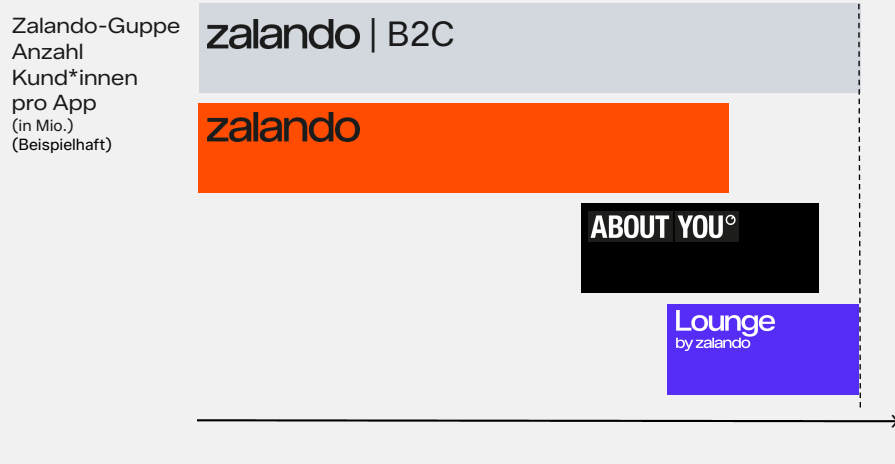 Zalando-Guppe
Anzahl
Kund*innen
pro App
(in Mio.)
(Beispielhaft)
zalando | B2C
zalando
ABOUT YOU°
Lounge
by zalando